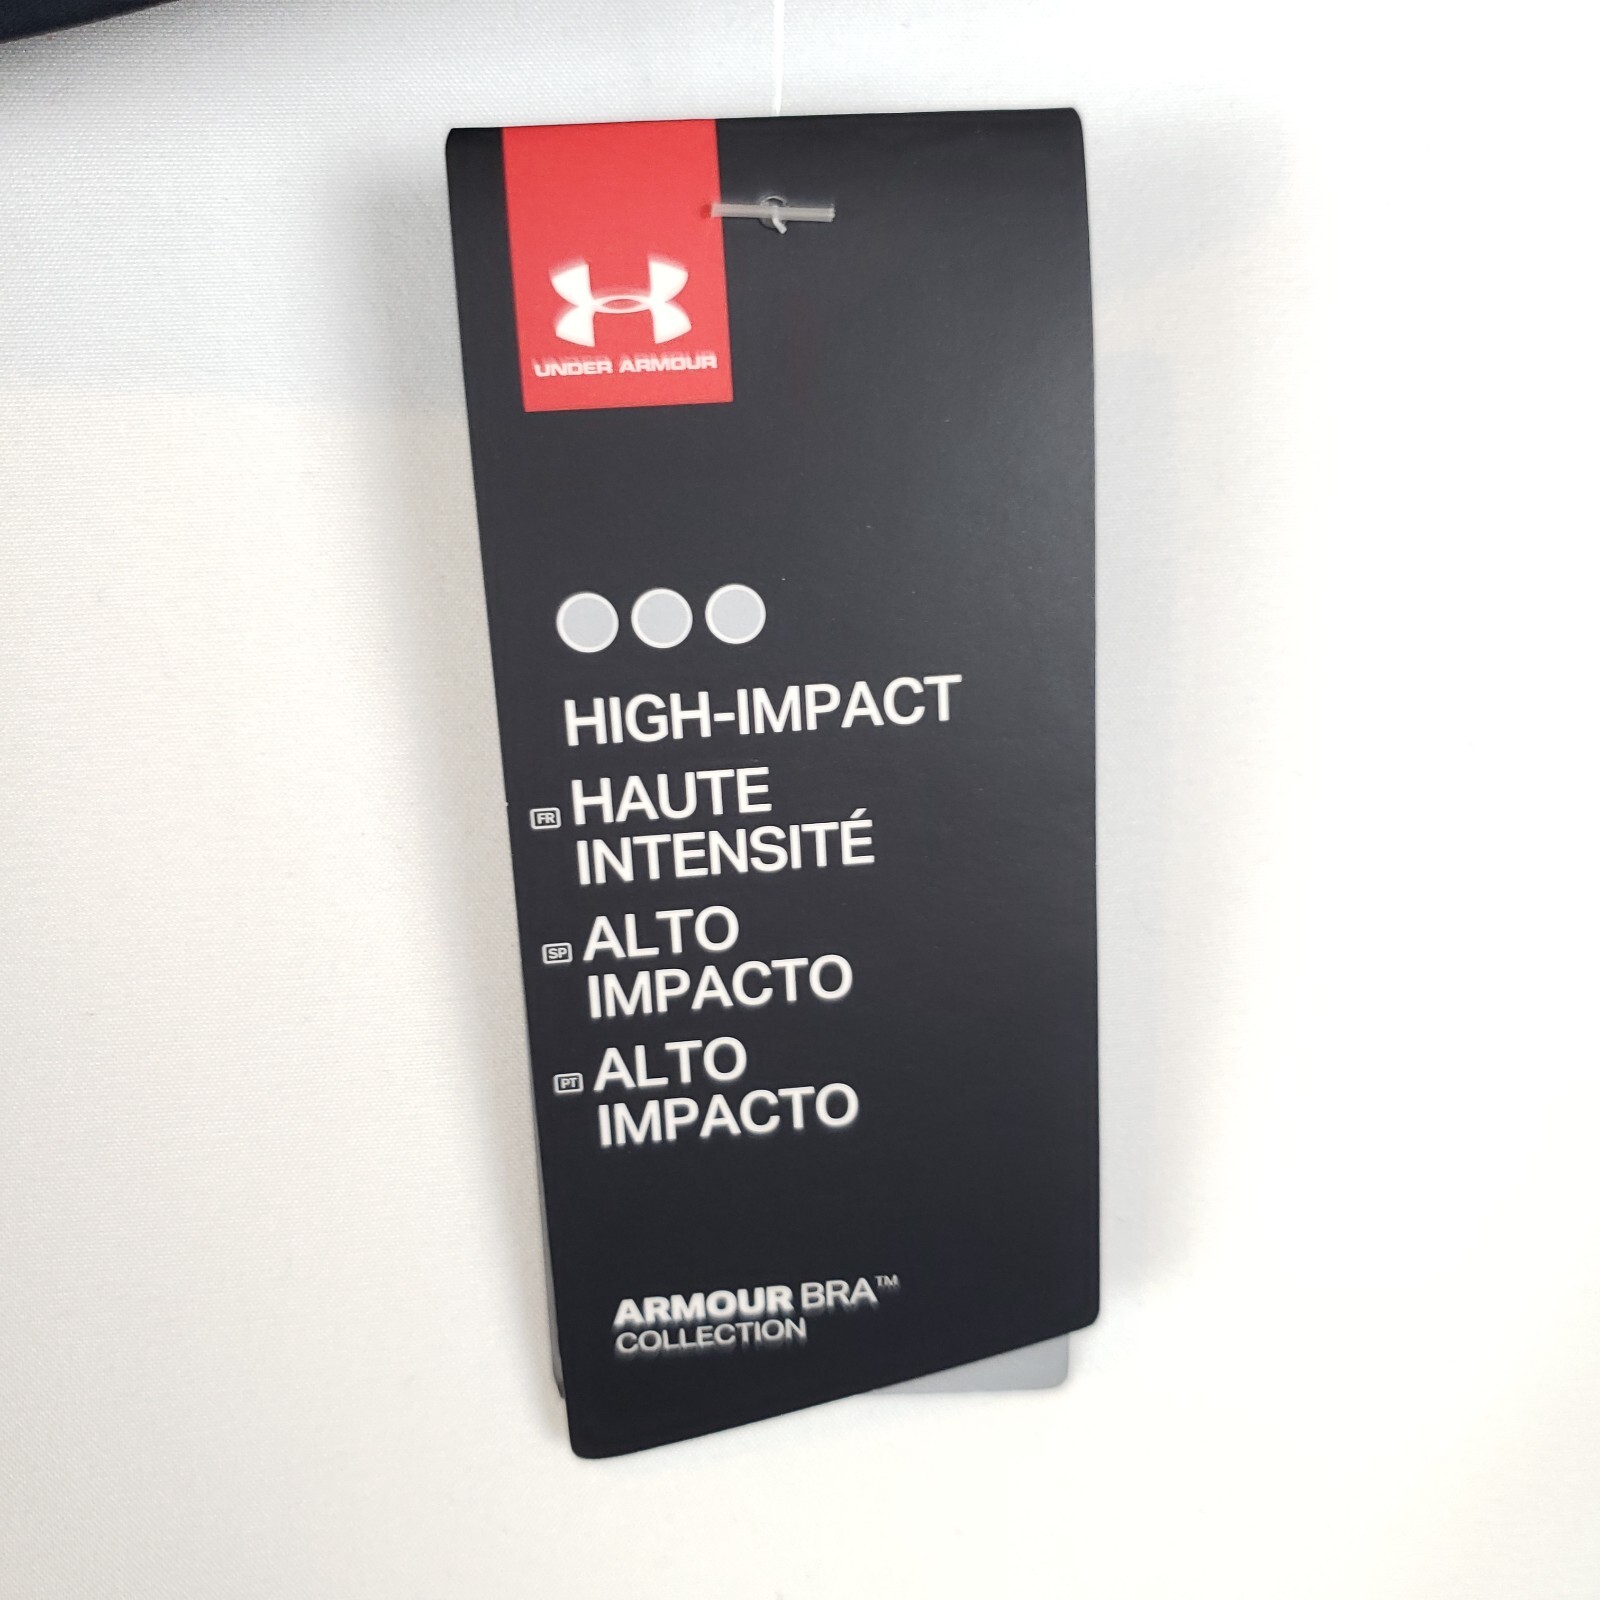 UNDER ARMOUR
HIGH-IMPACT
FR HAUTE
INTENSITÉ
SP ALTO
IMPACTO
PT ALTO
IMPACTO
ARMOUR BRA™
COLLECTION